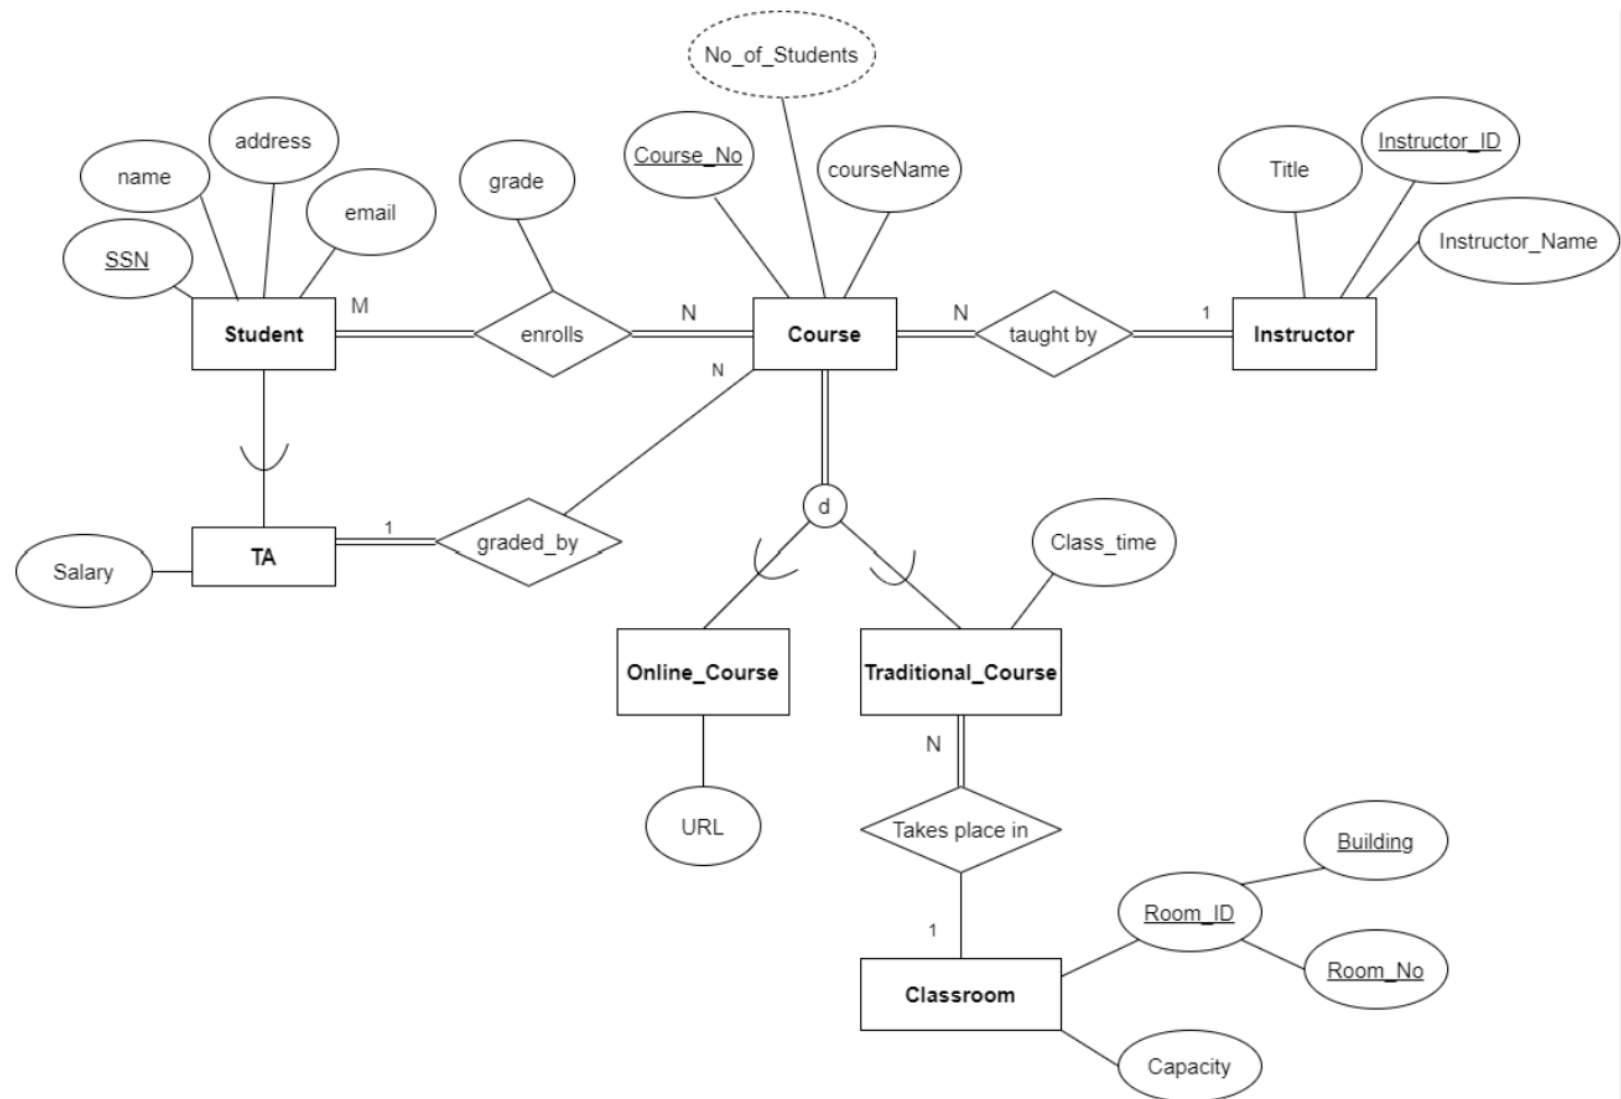 No_of_Students
address
Course_No
courseName
Title
Instructor_ID
name
grade
email
Instructor_Name
SSN
M
N
N
1
Student
enrolls
Course
taught by
Instructor
N
d
1
graded_by
Class_time
TA
Salary
Online_Course
Traditional_Course
N
URL
Takes place in
Building
Room_ID
1
Room_No
Classroom
Capacity